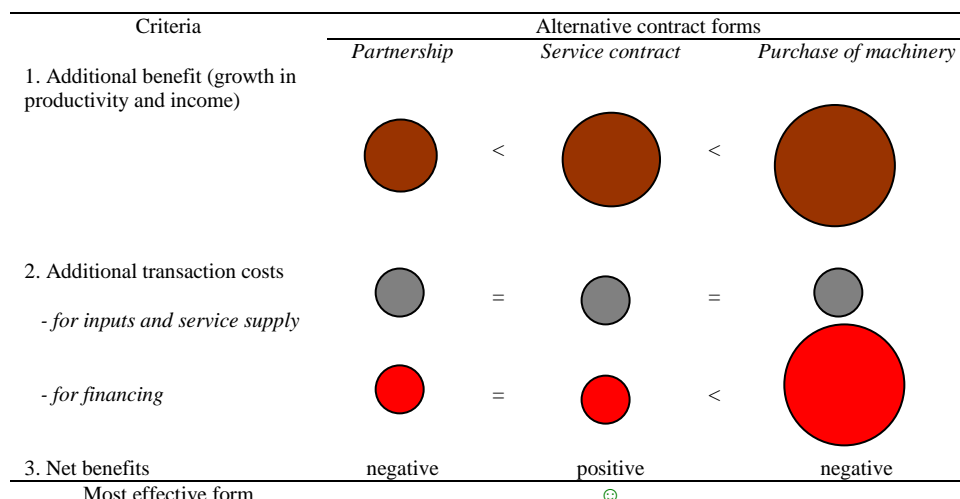 Criteria Alternative contract forms
Partnership Service contract Purchase of machinery
1. Additional benefit (growth in
productivity and income)
< <
2. Additional transaction costs
= =
- for inputs and service supply
- for financing = <
3. Net benefits negative positive negative
Most effective form ☺